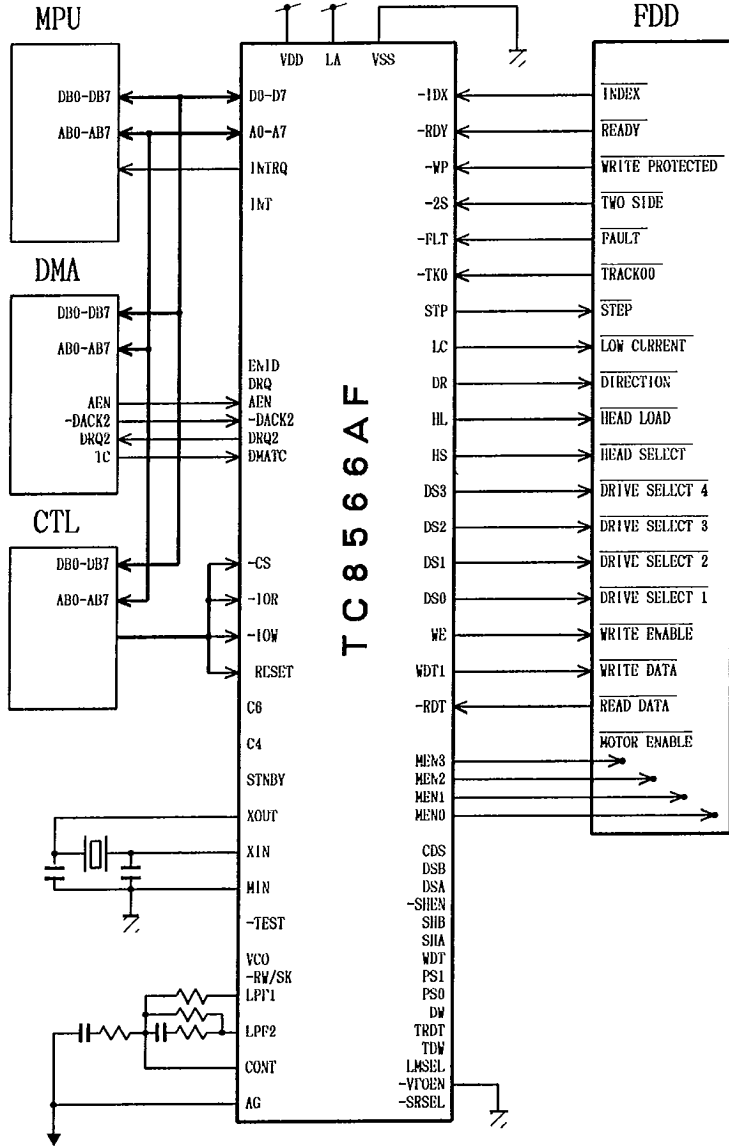 MPU
DB0-DB7
AB0-AB7
DMA
DB0-DB7
AB0-AB7
AEN
-DACK2
DRQ2
TC
CTL
DB0-DB7
AB0-AB7
VDD LA VSS
D0-D7
A0-A7
INTRQ
INT
ENID
DRQ
AEN
-DACK2
DRQ2
DMATC
-CS
-IOR
-IOW
RESET
C6
C4
STNBY
XOUT
XIN
MIN
-TEST
VCO
-RW/SK
LPF1
LPF2
CONT
AG
TC8566AF
-IDX
-RDY
-WP
-2S
-FLT
-TK0
STP
LC
DR
HL
HS
DS3
DS2
DS1
DS0
WE
WDT1
-RDT
MEN3
MEN2
MEN1
MEN0
CDS
DSB
DSA
-SHEN
SHB
SHA
WDT
PS1
PS0
DW
TRDT
TDW
LMSEL
-VFOEN
-SRSEL
FDD
INDEX
READY
WRITE PROTECTED
TWO SIDE
FAULT
TRACK00
STEP
LOW CURRENT
DIRECTION
HEAD LOAD
HEAD SELECT
DRIVE SELECT 4
DRIVE SELECT 3
DRIVE SELECT 2
DRIVE SELECT 1
WRITE ENABLE
WRITE DATA
READ DATA
MOTOR ENABLE